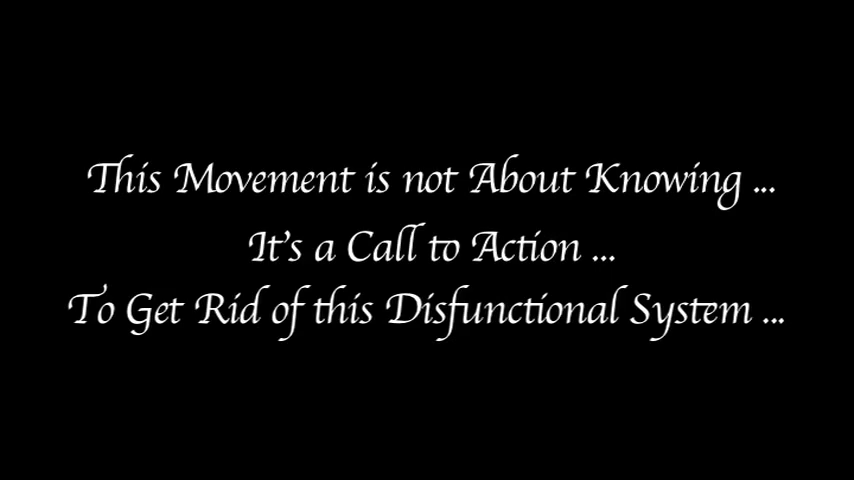 This Movement is not About Knowing ...
It's a Call to Action ...
To Get Rid of this Disfunctional System ...